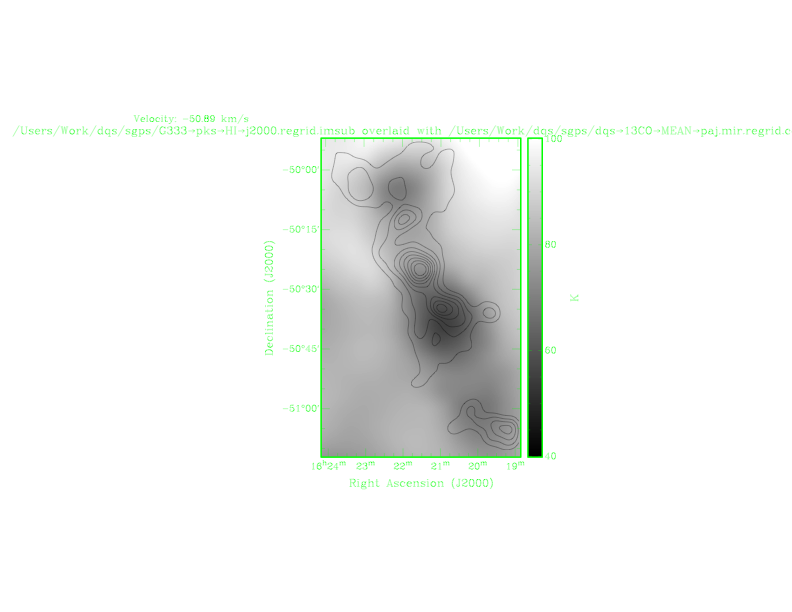 Velocity: −50.89 km/s
/Users/Work/dqs/sgps/G333→pks→HI→j2000.regrid.imsub overlaid with /Users/Work/dqs/sgps/dqs→13CO→MEAN→paj.mir.regrid.c
100
−50°00'
−50°15'
80
−50°30'
−50°45'
60
−51°00'
40
K
Declination (J2000)
16ʰ24ᵐ 23ᵐ 22ᵐ 21ᵐ 20ᵐ 19ᵐ
Right Ascension (J2000)